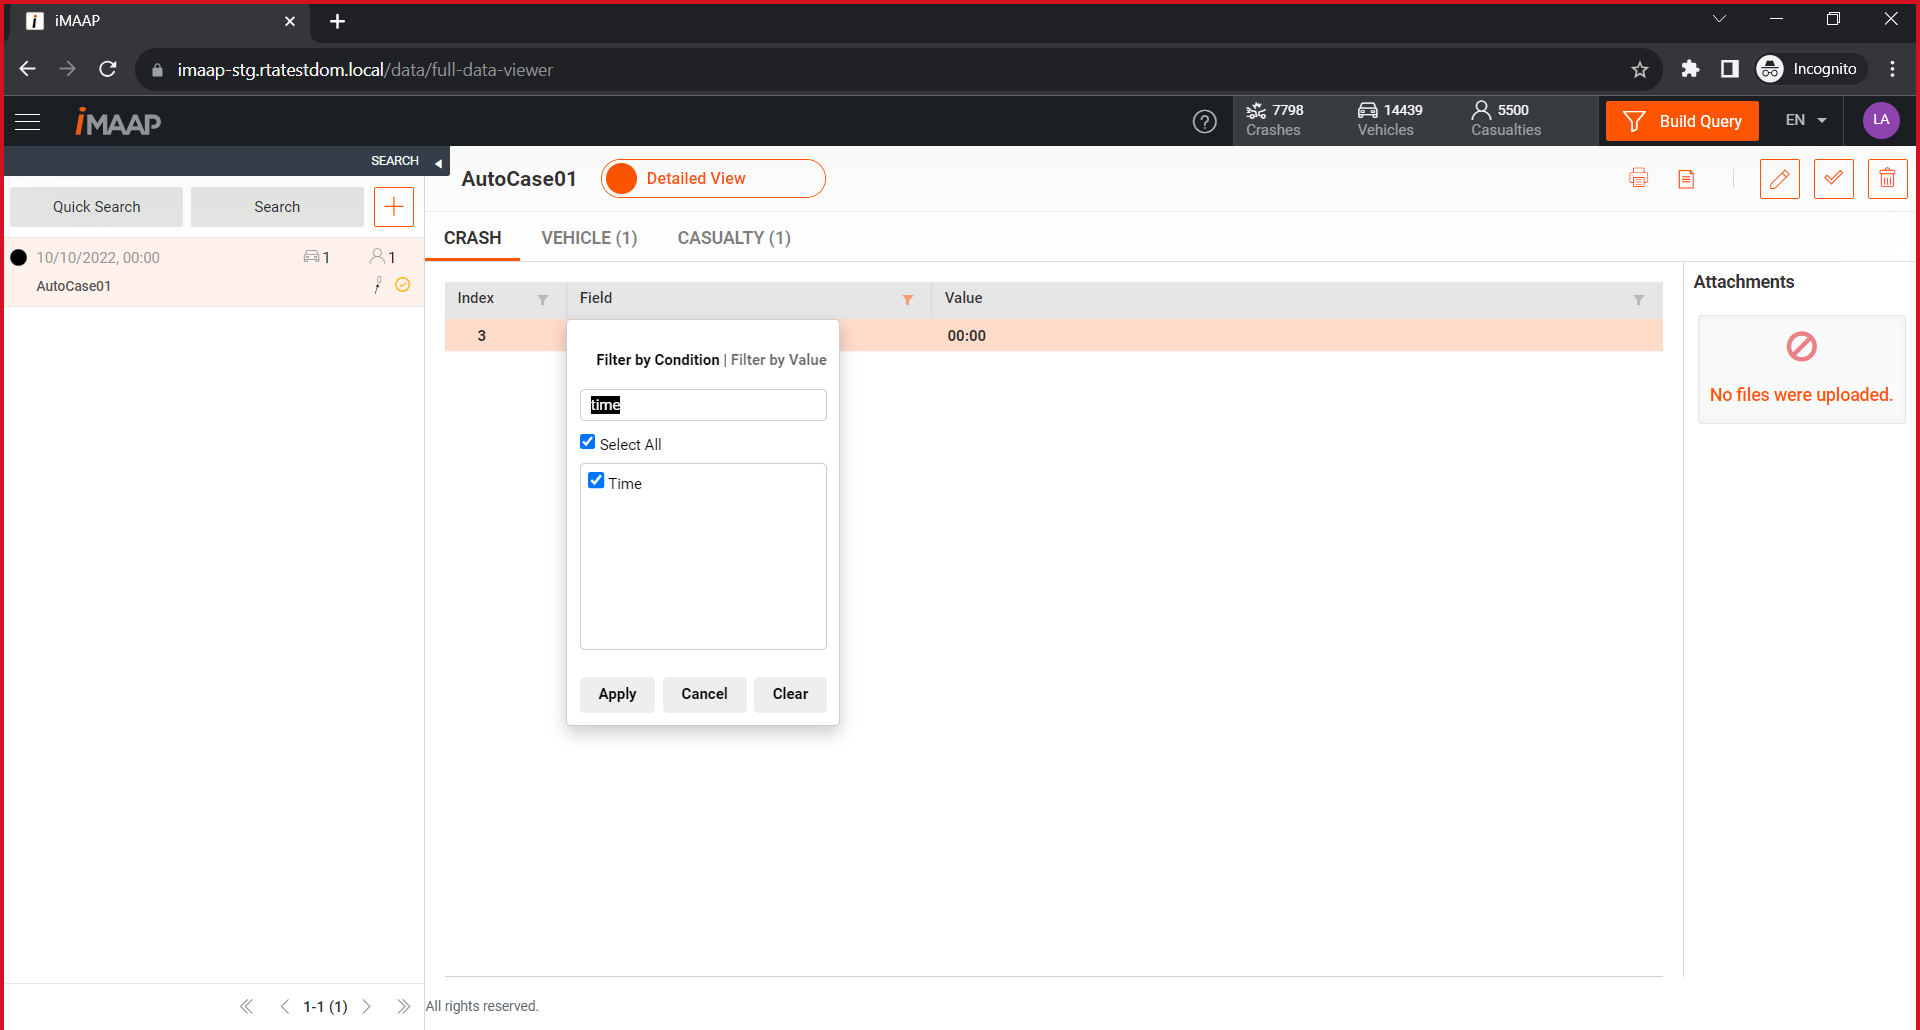 iMAAP
imaap-stg.rtatestdom.local/data/full-data-viewer
Incognito
iMAAP
7798
Crashes
14439
Vehicles
5500
Casualties
Build Query
EN
LA
SEARCH
Quick Search
Search
AutoCase01
Detailed View
10/10/2022, 00:00
1
1
AutoCase01
CRASH
VEHICLE (1)
CASUALTY (1)
Index
Field
Value
3
00:00
Filter by Condition | Filter by Value
time
Select All
Time
Apply
Cancel
Clear
Attachments
No files were uploaded.
1-1 (1)
All rights reserved.